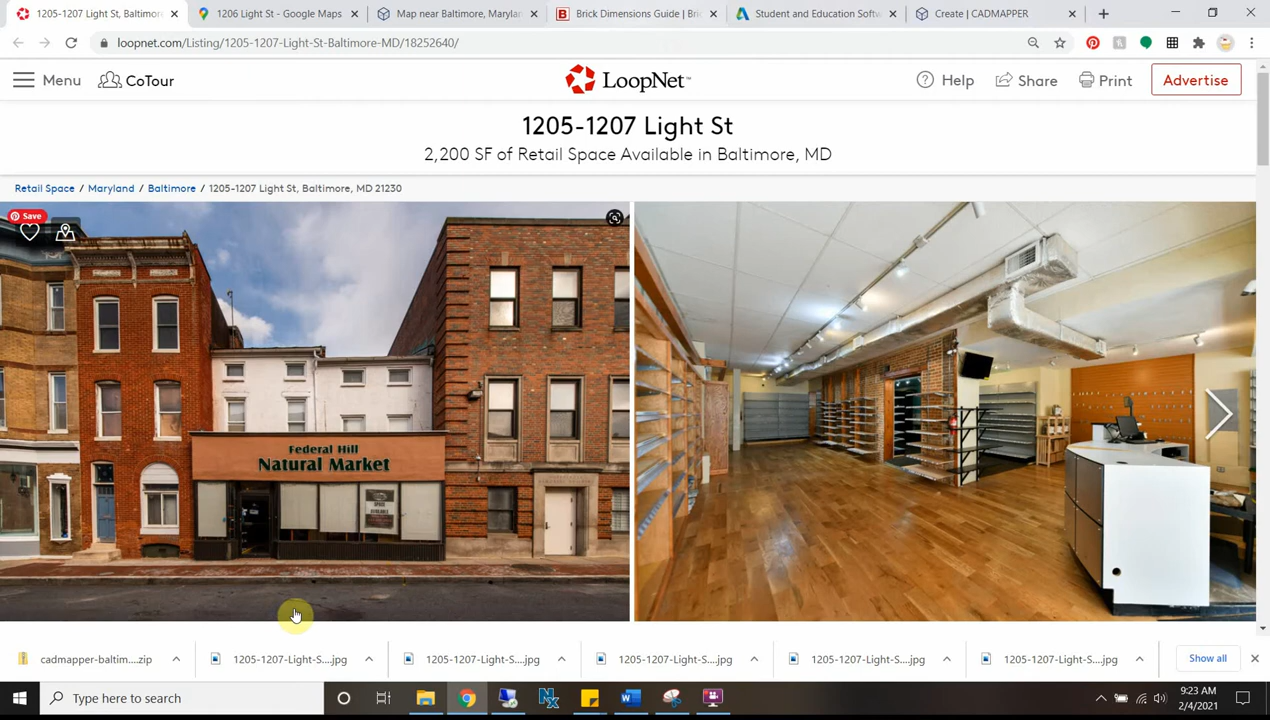 1205-1207 Light St, Baltimore
1206 Light St - Google Maps
Map near Baltimore, Maryland
Brick Dimensions Guide | Bri
Student and Education Softw
Create | CADMAPPER
loopnet.com/Listing/1205-1207-Light-St-Baltimore-MD/18252640/
Menu
CoTour
LoopNet™
Help
Share
Print
Advertise
1205-1207 Light St
2,200 SF of Retail Space Available in Baltimore, MD
Retail Space / Maryland / Baltimore / 1205-1207 Light St, Baltimore, MD 21230
Save
Federal Hill
Natural Market
SPACE
AVAILABLE
cadmapper-baltim....zip
1205-1207-Light-S....jpg
1205-1207-Light-S....jpg
1205-1207-Light-S....jpg
1205-1207-Light-S....jpg
1205-1207-Light-S....jpg
Show all
Type here to search
9:23 AM
2/4/2021